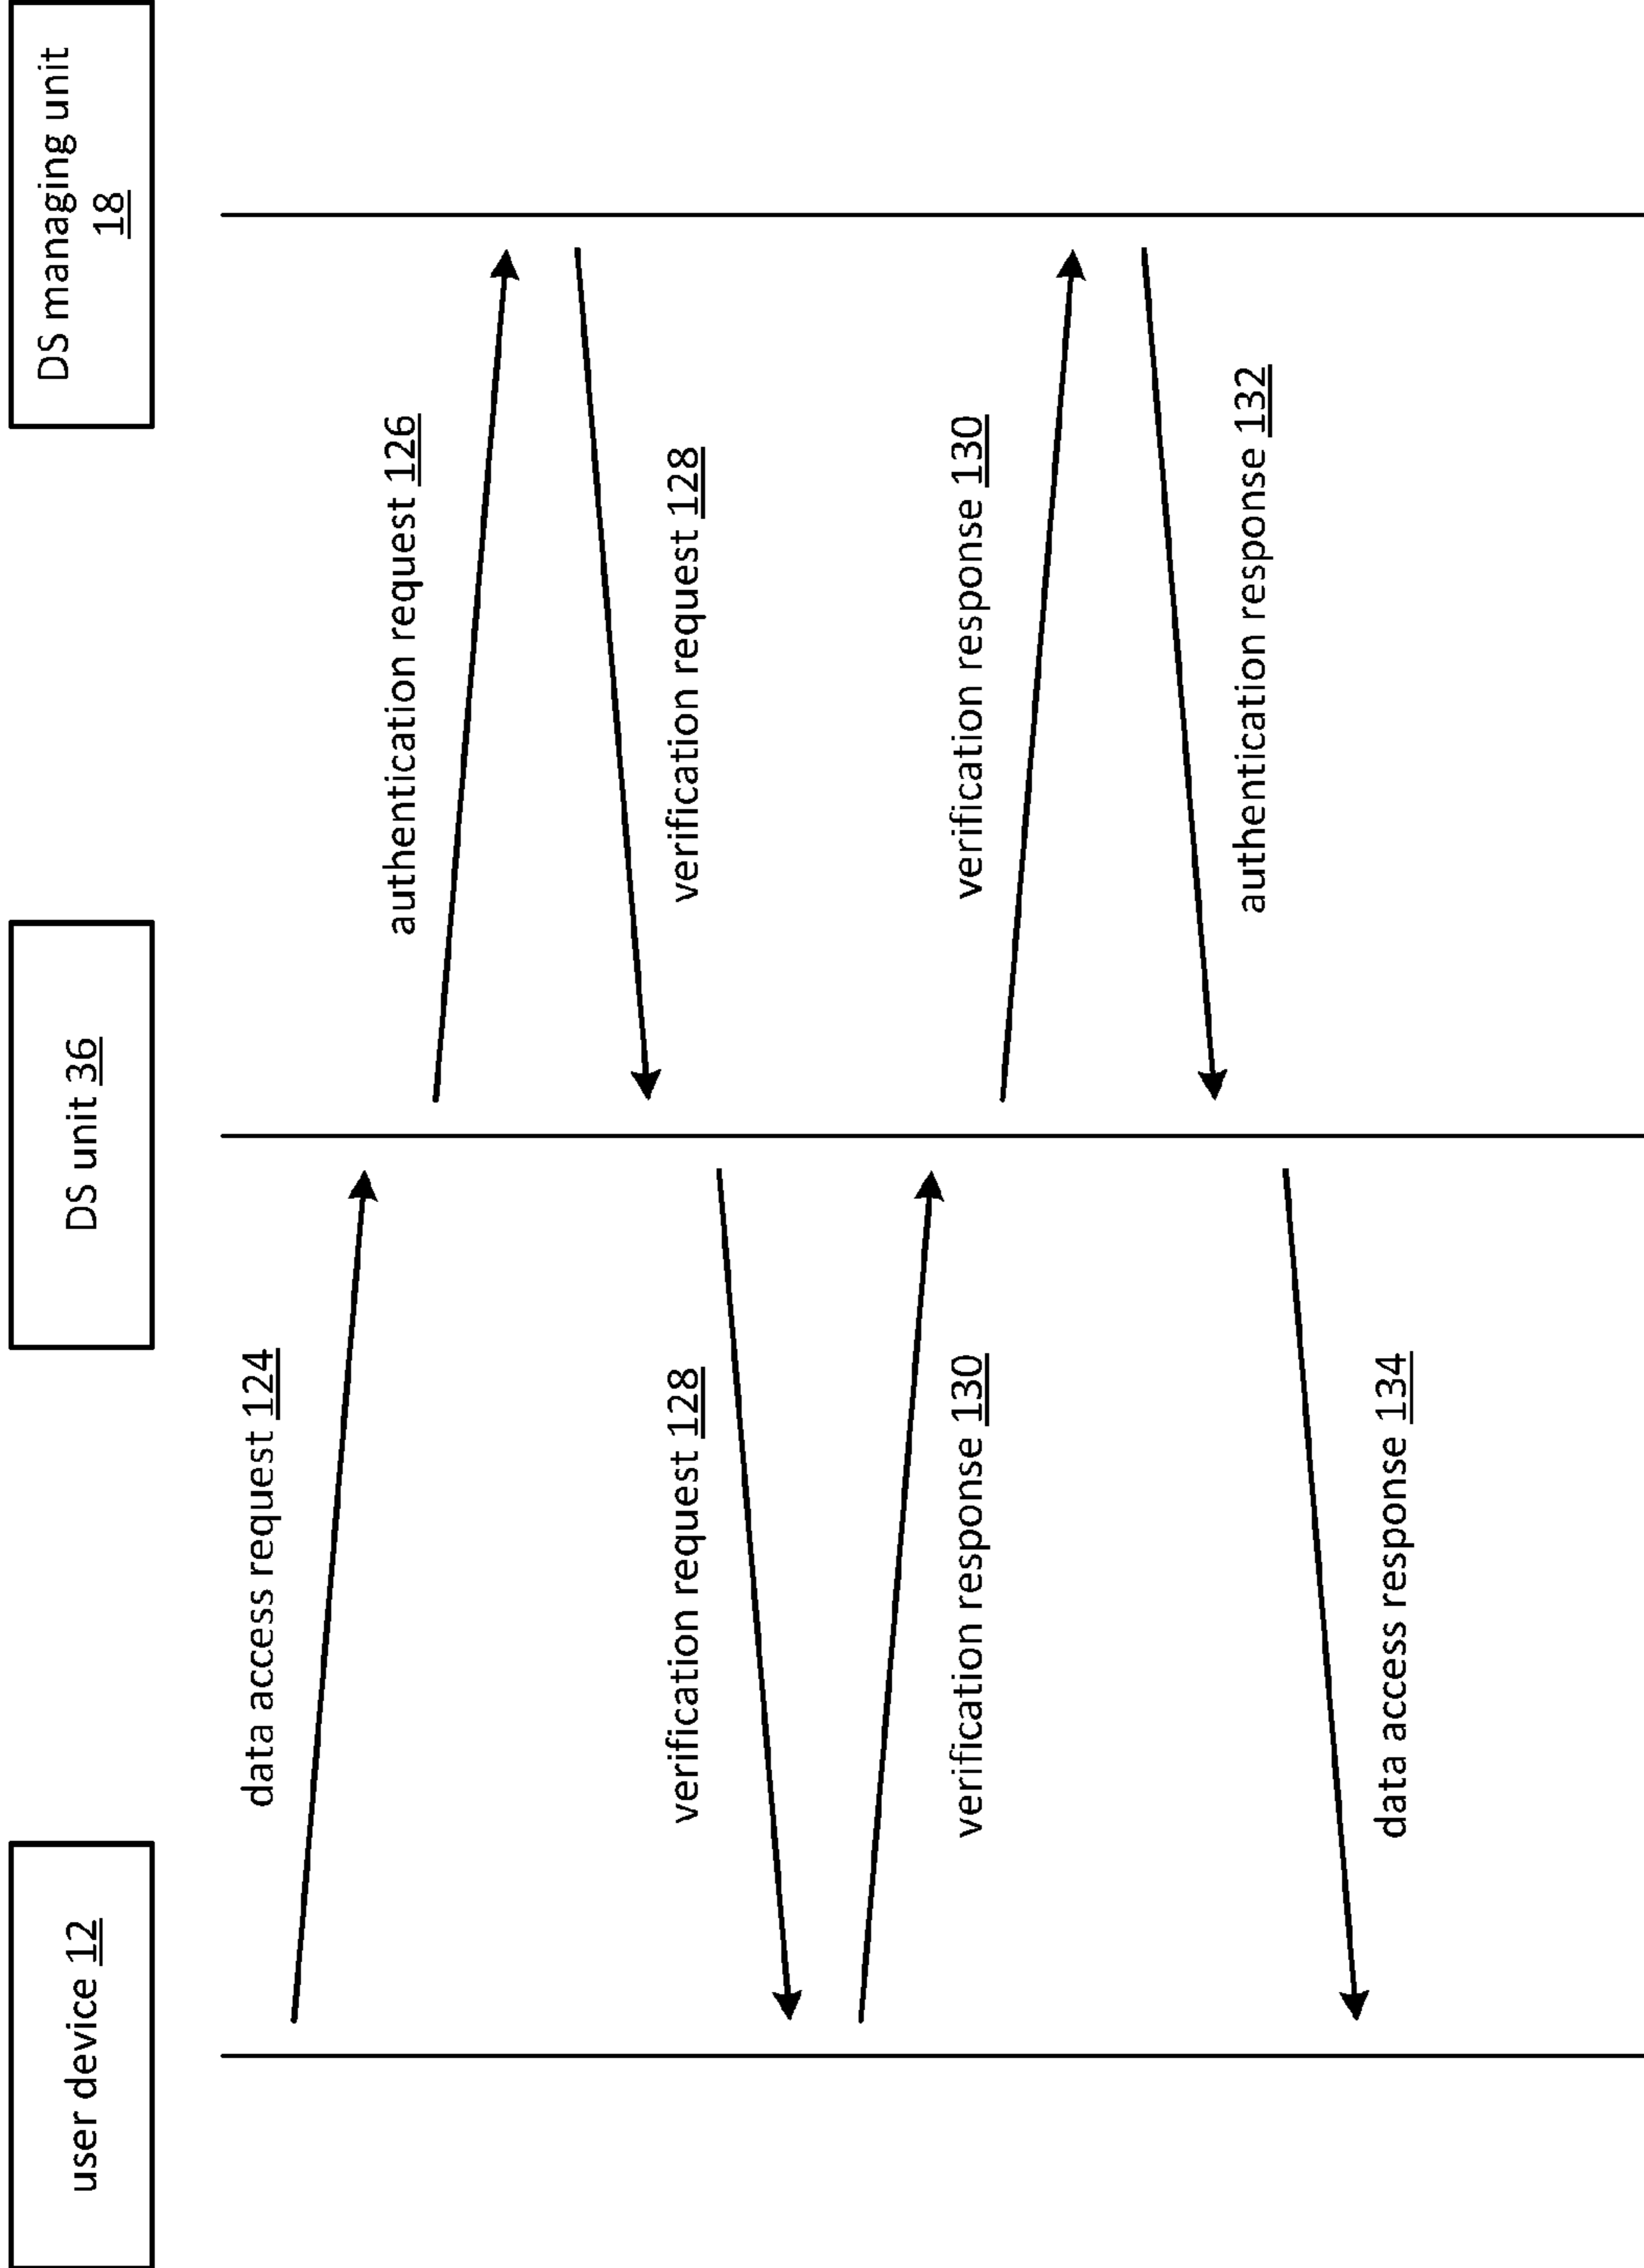 user device 12
DS unit 36
DS managing unit
18
data access request 124
authentication request 126
verification request 128
verification request 128
verification response 130
verification response 130
authentication response 132
data access response 134